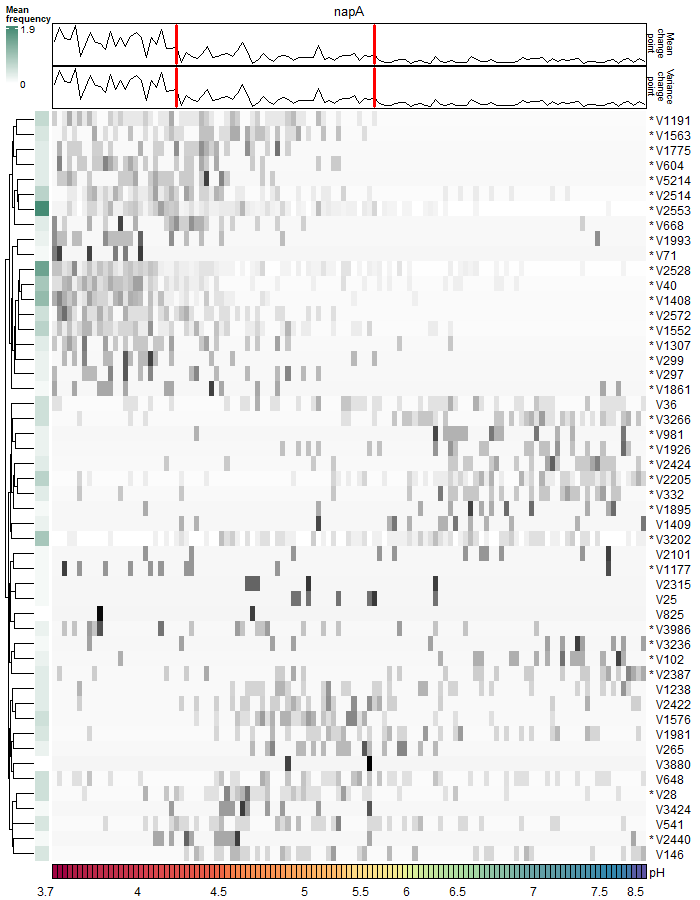 Mean
frequency
1.9
0
napA
Mean
change
point
Variance
change
point
* V1191
* V1563
* V1775
* V604
* V5214
* V2514
* V2553
* V668
* V1993
* V71
* V2528
* V40
* V1408
* V2572
* V1552
* V1307
* V299
* V297
* V1861
V36
* V3266
* V981
* V1926
* V2424
* V2205
* V332
* V1895
V1409
* V3202
V2101
* V1177
V2315
V25
V825
* V3986
* V3236
* V102
* V2387
V1238
V2422
V1576
V1981
V265
V3880
V648
* V28
V3424
V541
* V2440
V146
pH
3.7 4 4.5 5 5.5 6 6.5 7 7.5 8.5